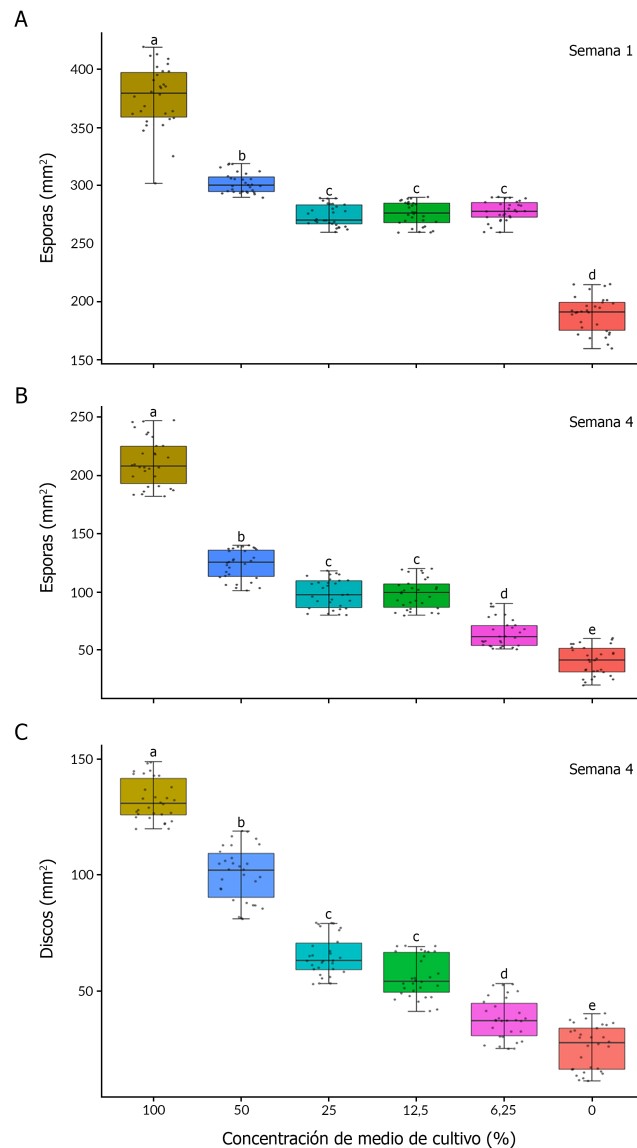 A
Semana 1
Esporas (mm²)
400
350
300
250
200
150
a
b
c
c
c
d
B
Semana 4
Esporas (mm²)
250
200
150
100
50
a
b
c
c
d
e
C
Semana 4
Discos (mm²)
150
100
50
a
b
c
c
d
e
100 50 25 12,5 6,25 0
Concentración de medio de cultivo (%)